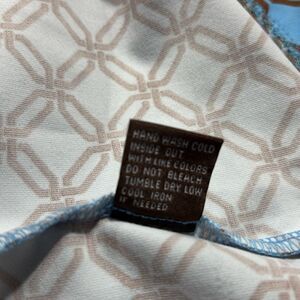 HAND WASH COLD
INSIDE OUT
WITH LIKE COLORS
DO NOT BLEACH
TUMBLE DRY LOW
COOL IRON
IF NEEDED